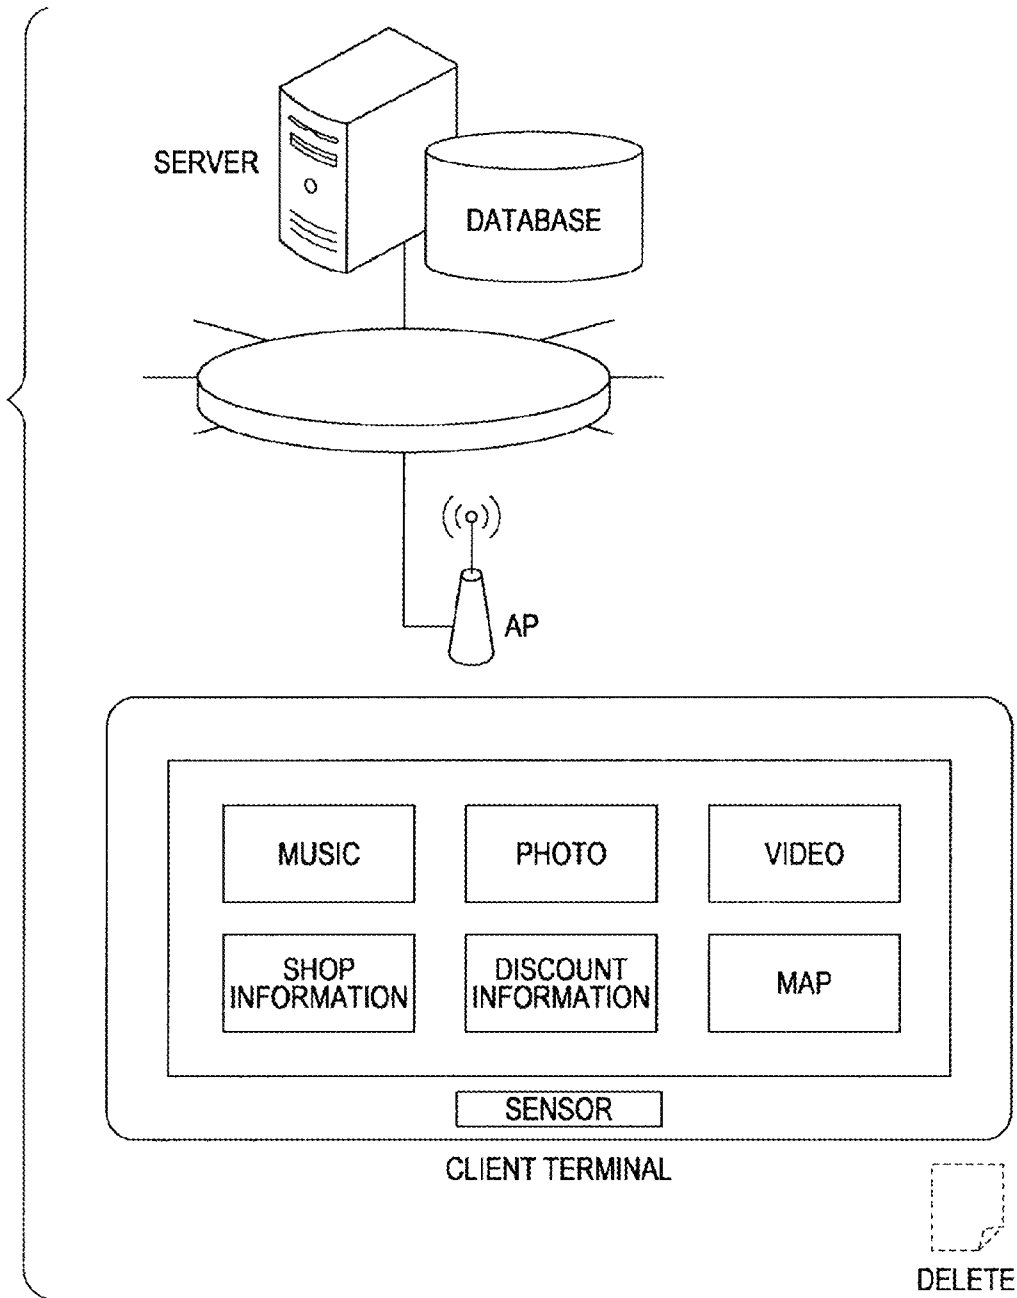 SERVER
DATABASE
AP
MUSIC
PHOTO
VIDEO
SHOP
INFORMATION
DISCOUNT
INFORMATION
MAP
SENSOR
CLIENT TERMINAL
DELETE